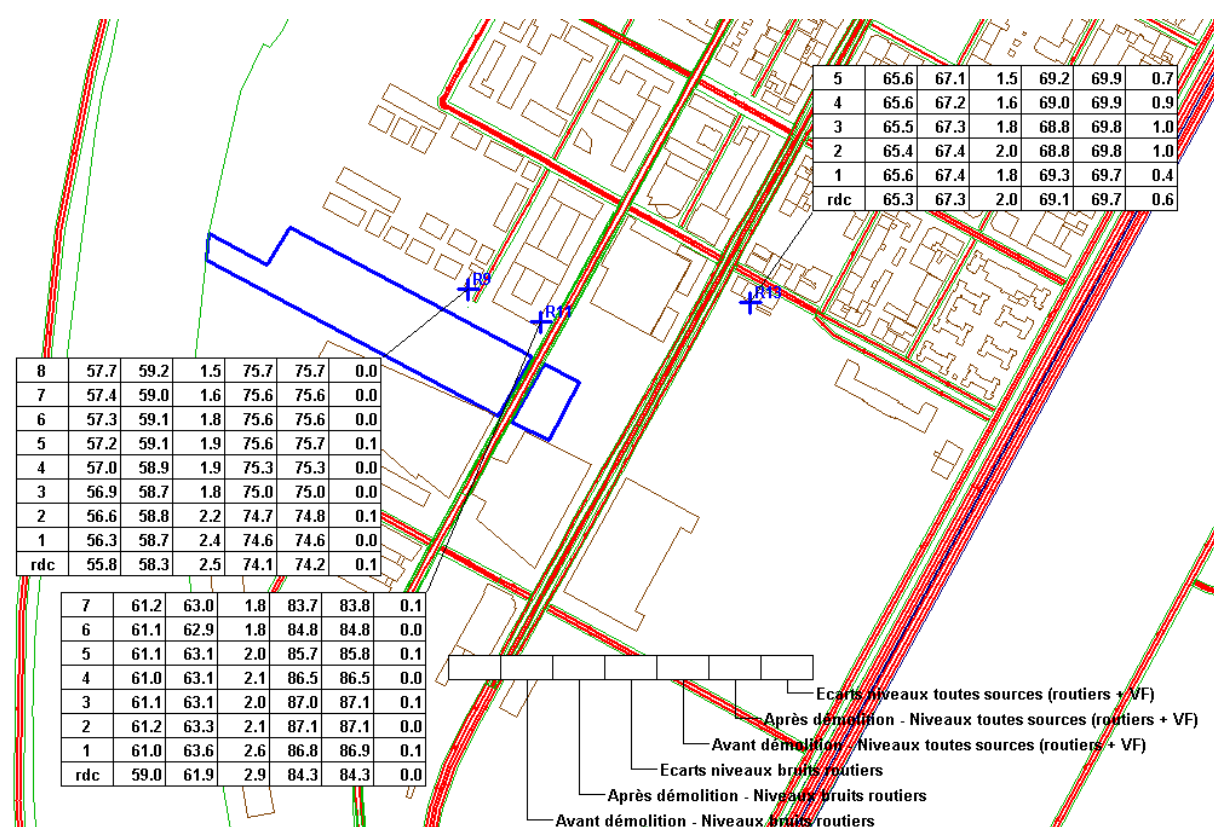 5 65.6 67.1 1.5 69.2 69.9 0.7
4 65.6 67.2 1.6 69.0 69.9 0.9
3 65.5 67.3 1.8 68.8 69.8 1.0
2 65.4 67.4 2.0 68.8 69.8 1.0
1 65.6 67.4 1.8 69.3 69.7 0.4
rdc 65.3 67.3 2.0 69.1 69.7 0.6
R9
R13
R11
8 57.7 59.2 1.5 75.7 75.7 0.0
7 57.4 59.0 1.6 75.6 75.6 0.0
6 57.3 59.1 1.8 75.6 75.6 0.0
5 57.2 59.1 1.9 75.6 75.7 0.1
4 57.0 58.9 1.9 75.3 75.3 0.0
3 56.9 58.7 1.8 75.0 75.0 0.0
2 56.6 58.8 2.2 74.7 74.8 0.1
1 56.3 58.7 2.4 74.6 74.6 0.0
rdc 55.8 58.3 2.5 74.1 74.2 0.1
7 61.2 63.0 1.8 83.7 83.8 0.1
6 61.1 62.9 1.8 84.8 84.8 0.0
5 61.1 63.1 2.0 85.7 85.8 0.1
4 61.0 63.1 2.1 86.5 86.5 0.0
3 61.1 63.1 2.0 87.0 87.1 0.1
2 61.2 63.3 2.1 87.1 87.1 0.0
1 61.0 63.6 2.6 86.8 86.9 0.1
rdc 59.0 61.9 2.9 84.3 84.3 0.0
Ecarts niveaux toutes sources (routiers + VF)
Après démolition - Niveaux toutes sources (routiers + VF)
Avant démolition - Niveaux toutes sources (routiers + VF)
Ecarts niveaux bruits routiers
Après démolition - Niveaux bruits routiers
Avant démolition - Niveaux bruits routiers